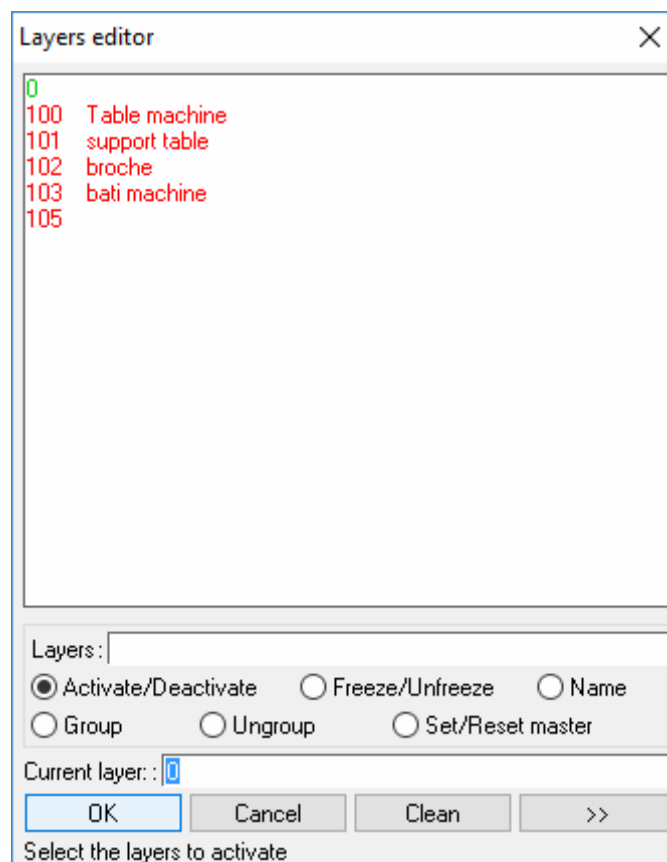 Layers editor
0
100 Table machine
101 support table
102 broche
103 bati machine
105
Layers :
Activate/Deactivate Freeze/Unfreeze Name
Group Ungroup Set/Reset master
Current layer: : 0
OK Cancel Clean >>
Select the layers to activate